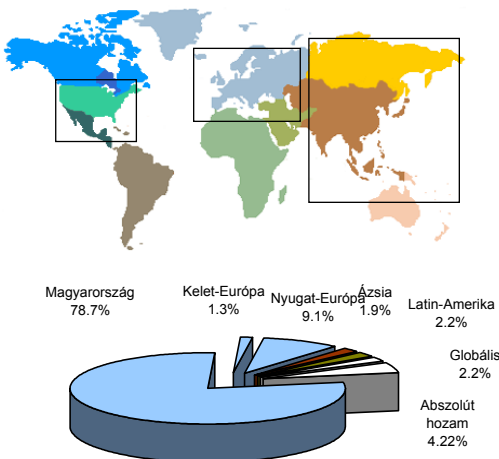 Magyarország
78.7%
Kelet-Európa
1.3%
Nyugat-Európa
9.1%
Ázsia
1.9%
Latin-Amerika
2.2%
Globális
2.2%
Abszolút
hozam
4.22%